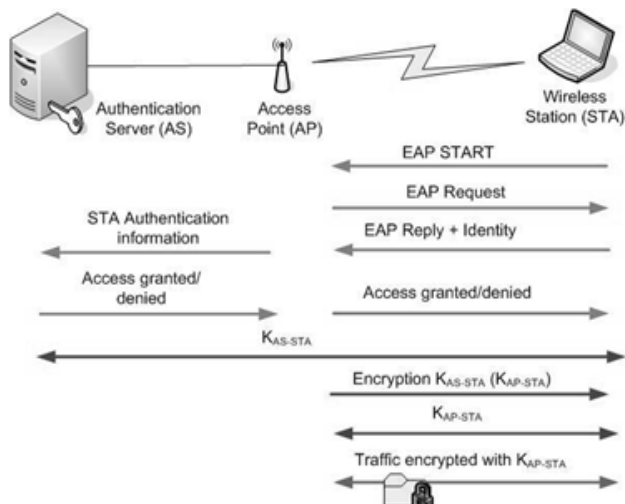 Authentication
Server (AS)
Access
Point (AP)
Wireless
Station (STA)
EAP START
EAP Request
STA Authentication
information
EAP Reply + Identity
Access granted/
denied
Access granted/denied
KAS-STA
Encryption KAS-STA (KAP-STA)
KAP-STA
Traffic encrypted with KAP-STA